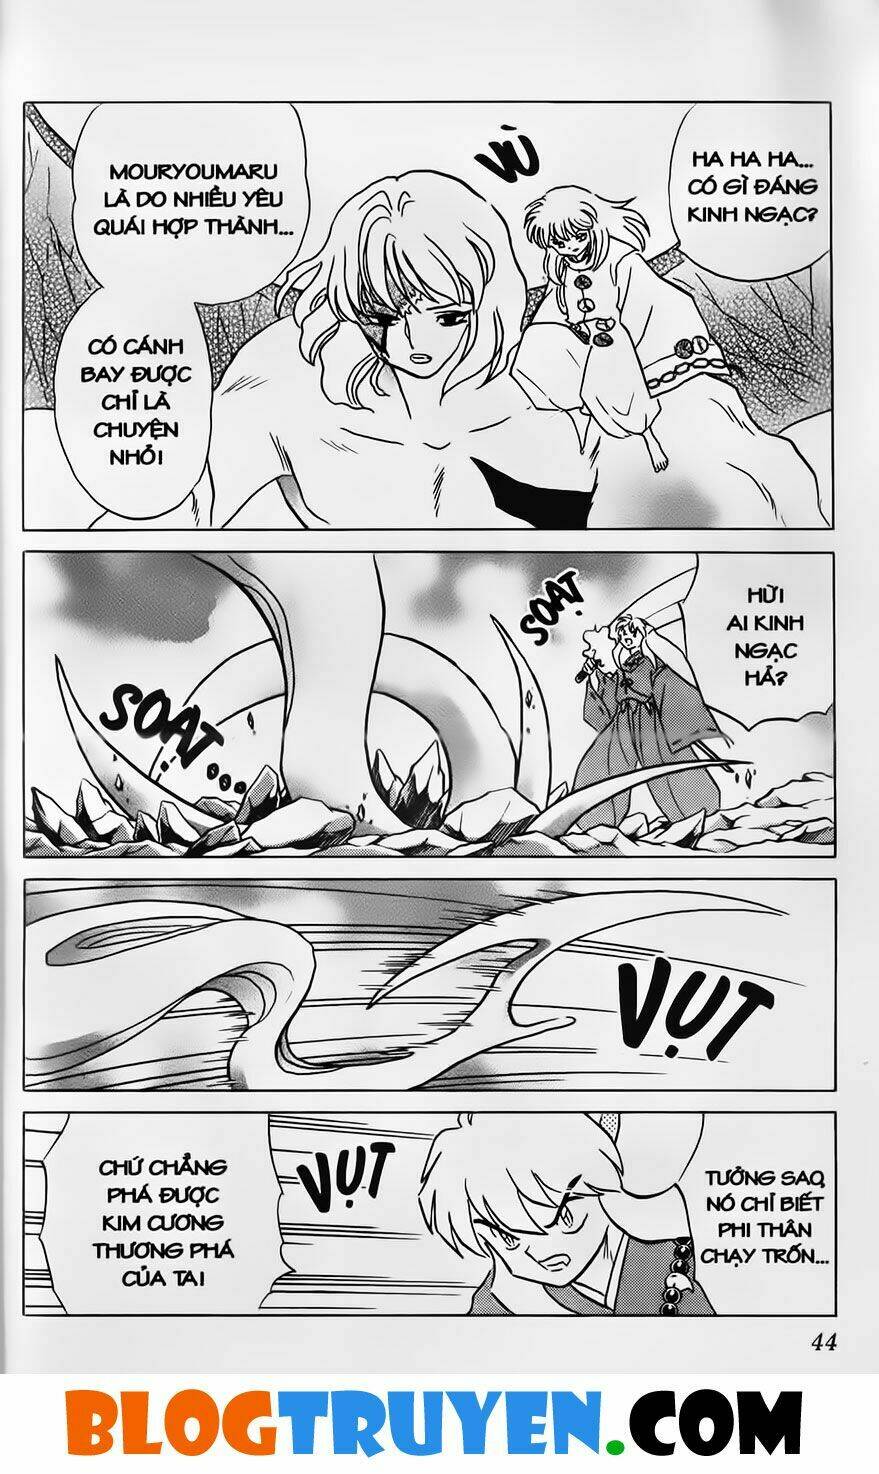 HA HA HA...
CÓ GÌ ĐÁNG
KINH NGẠC?
VÙ
MOURYOUMARU
LÀ DO NHIỀU YÊU
QUÁI HỢP THÀNH...
CÓ CÁNH
BAY ĐƯỢC
CHỈ LÀ
CHUYỆN
NHỎ!
HỪ!
AI KINH
NGẠC
HẢ?
SOẠT
SOẠT...
VỤT
TƯỞNG SAO,
NÓ CHỈ BIẾT
PHI THÂN
CHẠY TRỐN...
VỤT
CHỨ CHẲNG
PHÁ ĐƯỢC
KIM CƯƠNG
THƯƠNG PHÁ
CỦA TA!
44
BLOGTRUYEN.COM